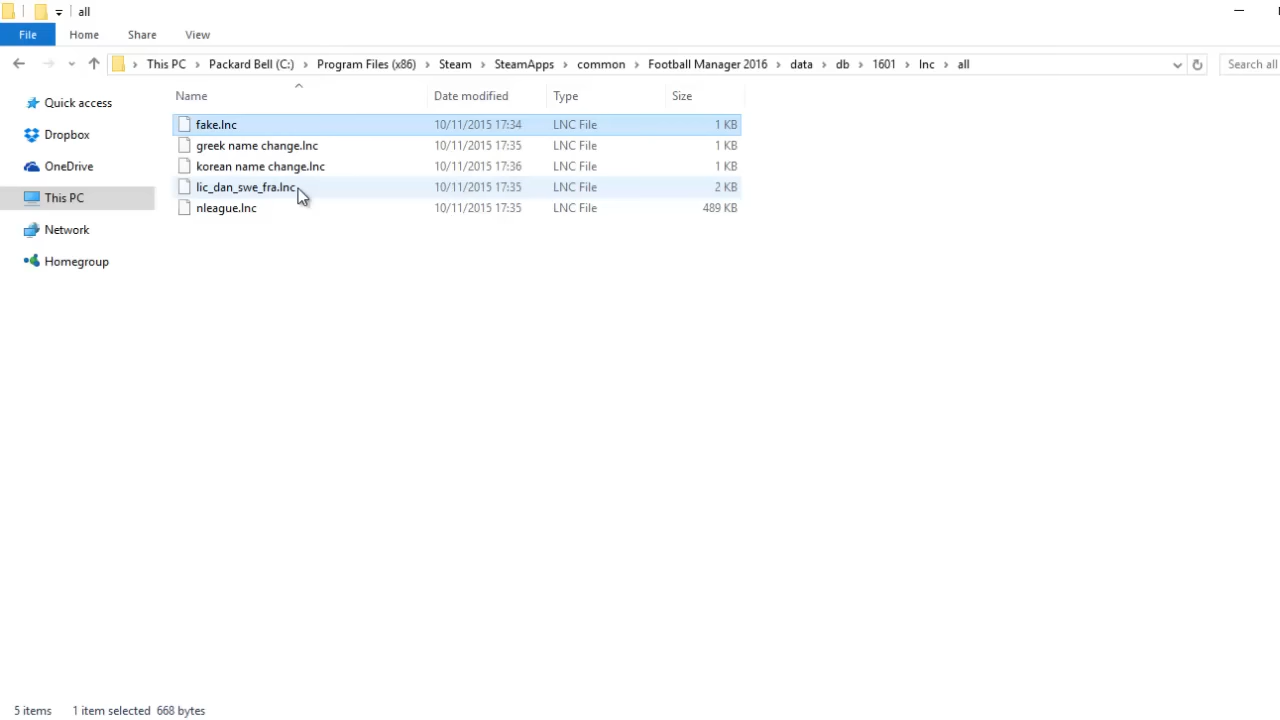 all
File Home Share View
This PC Packard Bell (C:) Program Files (x86) Steam SteamApps common Football Manager 2016 data db 1601 lnc all Search all
Name Date modified Type Size
Quick access
Dropbox
OneDrive
This PC
Network
Homegroup
fake.lnc 10/11/2015 17:34 LNC File 1 KB
greek name change.lnc 10/11/2015 17:35 LNC File 1 KB
korean name change.lnc 10/11/2015 17:36 LNC File 1 KB
lic_dan_swe_fra.lnc 10/11/2015 17:35 LNC File 2 KB
nleague.lnc 10/11/2015 17:35 LNC File 489 KB
5 items 1 item selected 668 bytes